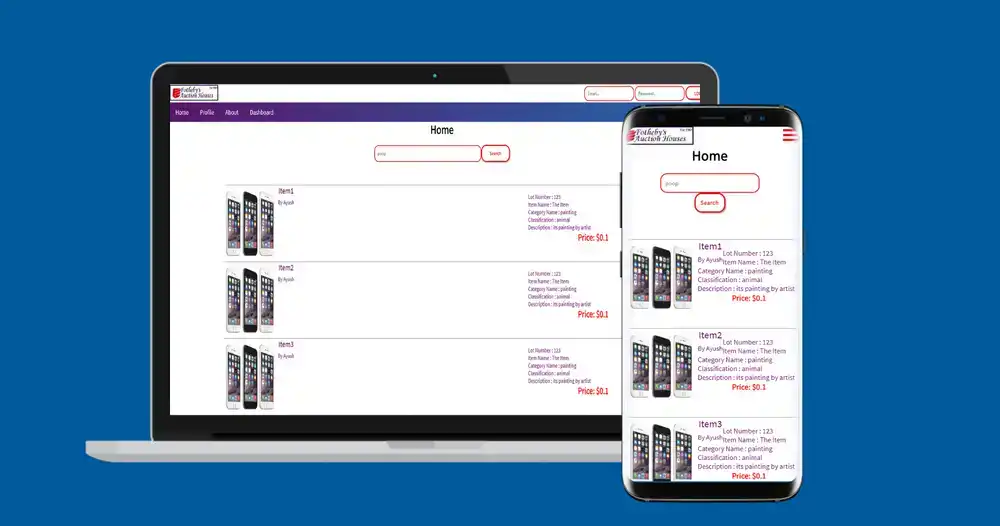 Fotheby's
Auction Houses
Email...
Password..
LO
Home Profile About Dashboard
Home
Search
Item1
By Ayush
Lot Number : 123
Item Name : The Item
Category Name : painting
Classification : animal
Description : its painting by artist
Price: $0.1
Item2
By Ayush
Lot Number : 123
Item Name : The Item
Category Name : painting
Classification : animal
Description : its painting by artist
Price: $0.1
Item3
By Ayush
Lot Number : 123
Item Name : The Item
Category Name : painting
Classification : animal
Description : its painting by artist
Price: $0.1
Fotheby's
Auction Houses
Home
Search
Item1
By Ayush
Lot Number : 123
Item Name : The Item
Category Name : painting
Classification : animal
Description : its painting by artist
Price: $0.1
Item2
By Ayush
Lot Number : 123
Item Name : The Item
Category Name : painting
Classification : animal
Description : its painting by artist
Price: $0.1
Item3
By Ayush
Lot Number : 123
Item Name : The Item
Category Name : painting
Classification : animal
Description : its painting by artist
Price: $0.1